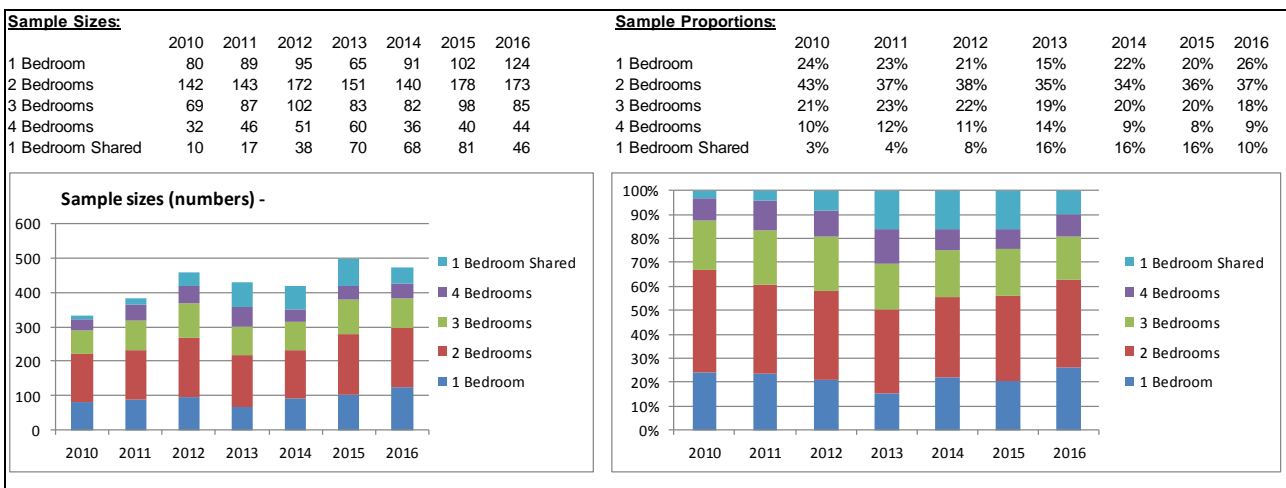 Sample Sizes:
2010 2011 2012 2013 2014 2015 2016
1 Bedroom 80 89 95 65 91 102 124
2 Bedrooms 142 143 172 151 140 178 173
3 Bedrooms 69 87 102 83 82 98 85
4 Bedrooms 32 46 51 60 36 40 44
1 Bedroom Shared 10 17 38 70 68 81 46
Sample Proportions:
2010 2011 2012 2013 2014 2015 2016
1 Bedroom 24% 23% 21% 15% 22% 20% 26%
2 Bedrooms 43% 37% 38% 35% 34% 36% 37%
3 Bedrooms 21% 23% 22% 19% 20% 20% 18%
4 Bedrooms 10% 12% 11% 14% 9% 8% 9%
1 Bedroom Shared 3% 4% 8% 16% 16% 16% 10%
Sample sizes (numbers) -
600
500
400
300
200
100
0
2010 2011 2012 2013 2014 2015 2016
1 Bedroom Shared
4 Bedrooms
3 Bedrooms
2 Bedrooms
1 Bedroom
100%
90%
80%
70%
60%
50%
40%
30%
20%
10%
0%
2010 2011 2012 2013 2014 2015 2016
1 Bedroom Shared
4 Bedrooms
3 Bedrooms
2 Bedrooms
1 Bedroom